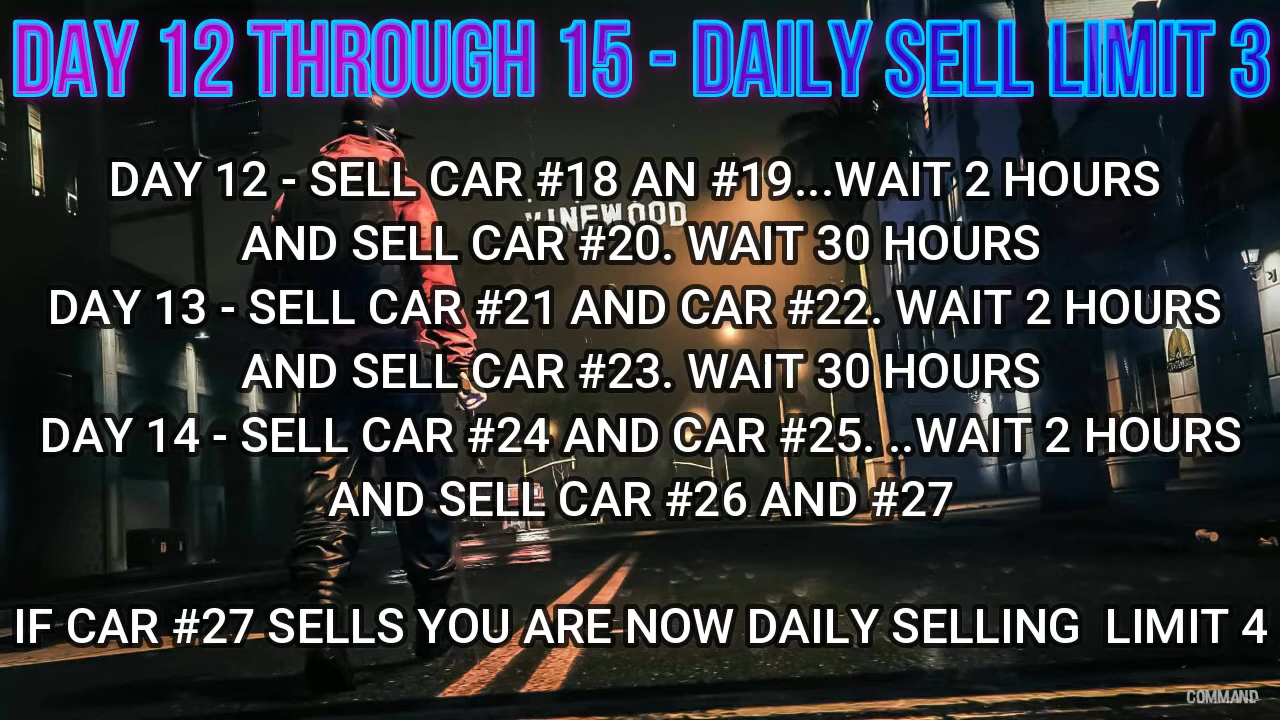 DAY 12 THROUGH 15 - DAILY SELL LIMIT 3
DAY 12 - SELL CAR #18 AN #19...WAIT 2 HOURS
VINEWOOD
AND SELL CAR #20. WAIT 30 HOURS
DAY 13 - SELL CAR #21 AND CAR #22. WAIT 2 HOURS
AND SELL CAR #23. WAIT 30 HOURS
DAY 14 - SELL CAR #24 AND CAR #25. ..WAIT 2 HOURS
AND SELL CAR #26 AND #27
IF CAR #27 SELLS YOU ARE NOW DAILY SELLING  LIMIT 4
COMMAND